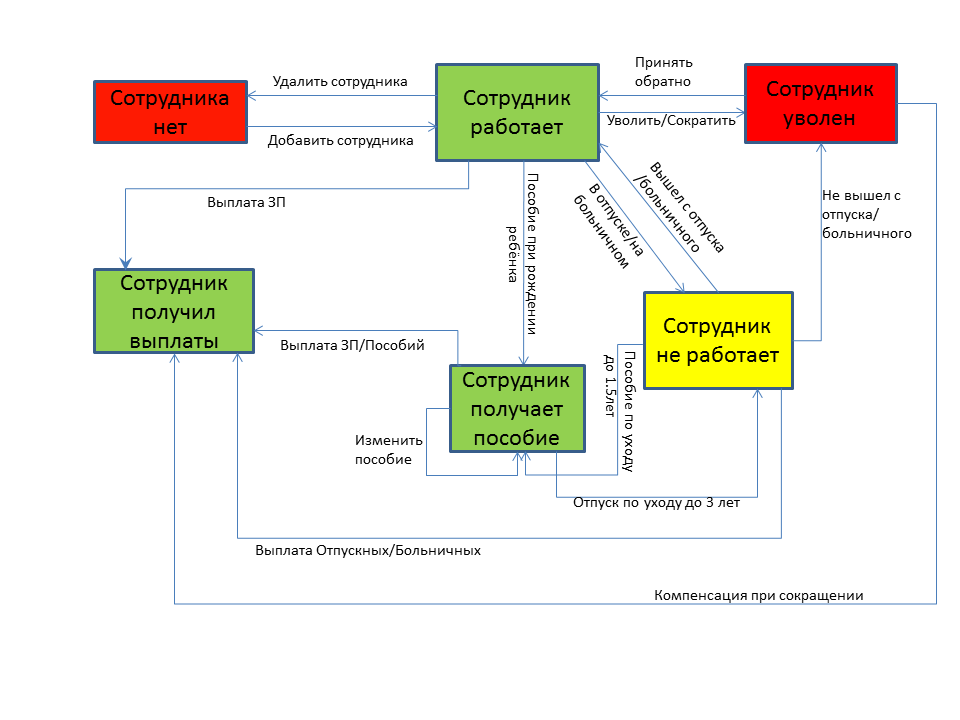 Удалить сотрудника
Принять
обратно
Сотрудника
нет
Сотрудник
работает
Сотрудник
уволен
Добавить сотрудника
Уволить/Сократить
Выплата ЗП
Пособие при рождении
ребёнка
В отпуске/на
больничном
Вышел с отпуска
/больничного
Не вышел с
отпуска/
больничного
Сотрудник
получил
выплаты
Сотрудник
не работает
Выплата ЗП/Пособий
Сотрудник
получает
пособие
Пособие по уходу
до 1.5лет
Изменить
пособие
Отпуск по уходу до 3 лет
Выплата Отпускных/Больничных
Компенсация при сокращении